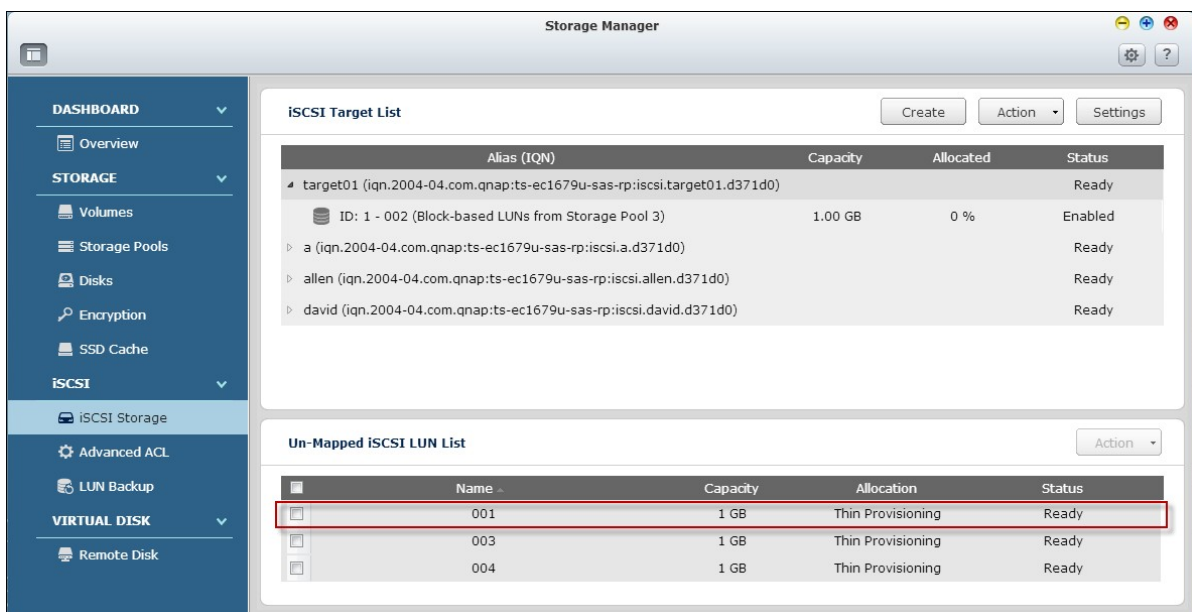 Storage Manager
?
DASHBOARD
Overview
STORAGE
Volumes
Storage Pools
Disks
Encryption
SSD Cache
iSCSI
iSCSI Storage
Advanced ACL
LUN Backup
VIRTUAL DISK
Remote Disk
iSCSI Target List Create Action Settings
Alias (IQN) Capacity Allocated Status
target01 (iqn.2004-04.com.qnap:ts-ec1679u-sas-rp:iscsi.target01.d371d0) Ready
ID: 1 - 002 (Block-based LUNs from Storage Pool 3) 1.00 GB 0 % Enabled
a (iqn.2004-04.com.qnap:ts-ec1679u-sas-rp:iscsi.a.d371d0) Ready
allen (iqn.2004-04.com.qnap:ts-ec1679u-sas-rp:iscsi.allen.d371d0) Ready
david (iqn.2004-04.com.qnap:ts-ec1679u-sas-rp:iscsi.david.d371d0) Ready
Un-Mapped iSCSI LUN List Action
Name Capacity Allocation Status
001 1 GB Thin Provisioning Ready
003 1 GB Thin Provisioning Ready
004 1 GB Thin Provisioning Ready